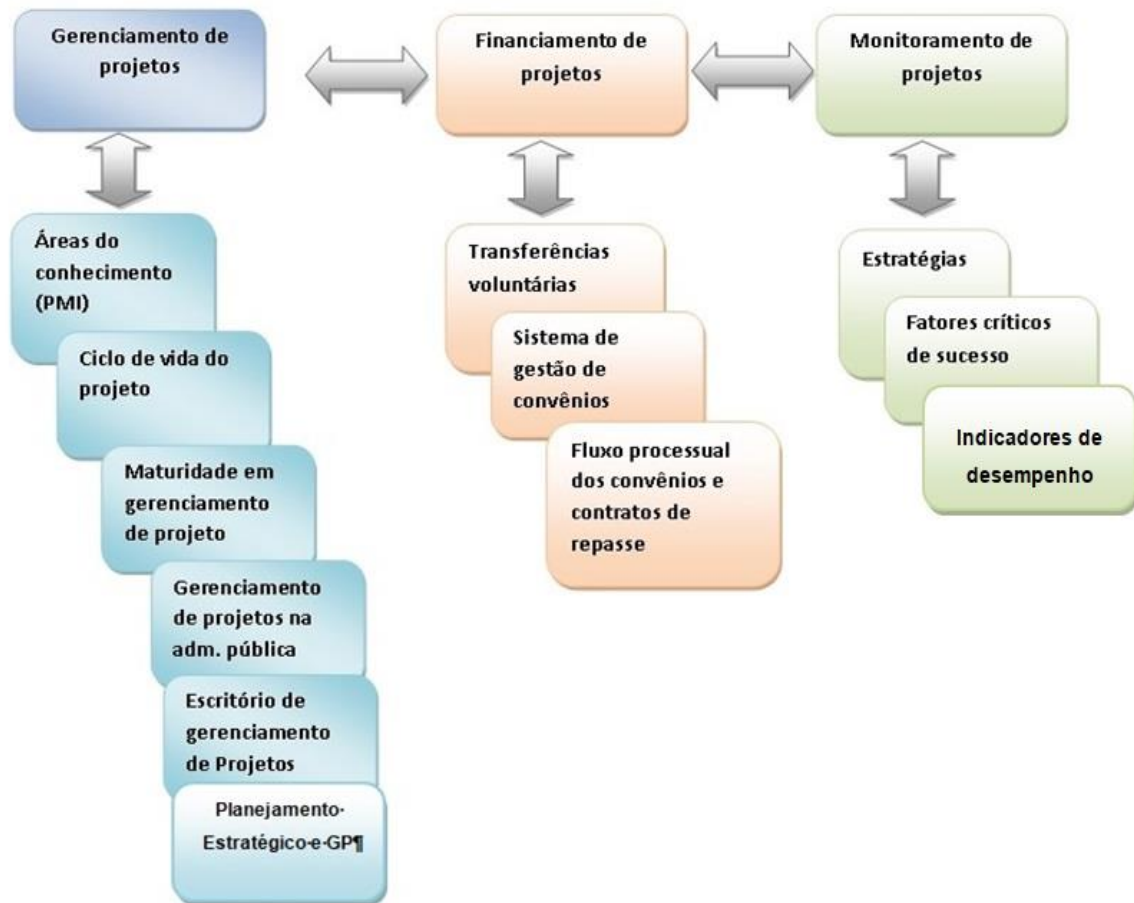 Gerenciamento de
projetos
Financiamento de
projetos
Monitoramento de
projetos
Áreas do
conhecimento
(PMI)
Ciclo de vida do
projeto
Maturidade em
gerenciamento
de projeto
Gerenciamento
de projetos na
adm. pública
Escritório de
gerenciamento
de Projetos
Planejamento·
Estratégico·e·GP¶
Transferências
voluntárias
Sistema de
gestão de
convênios
Fluxo processual
dos convênios e
contratos de
repasse
Estratégias
Fatores críticos
de sucesso
Indicadores de
desempenho